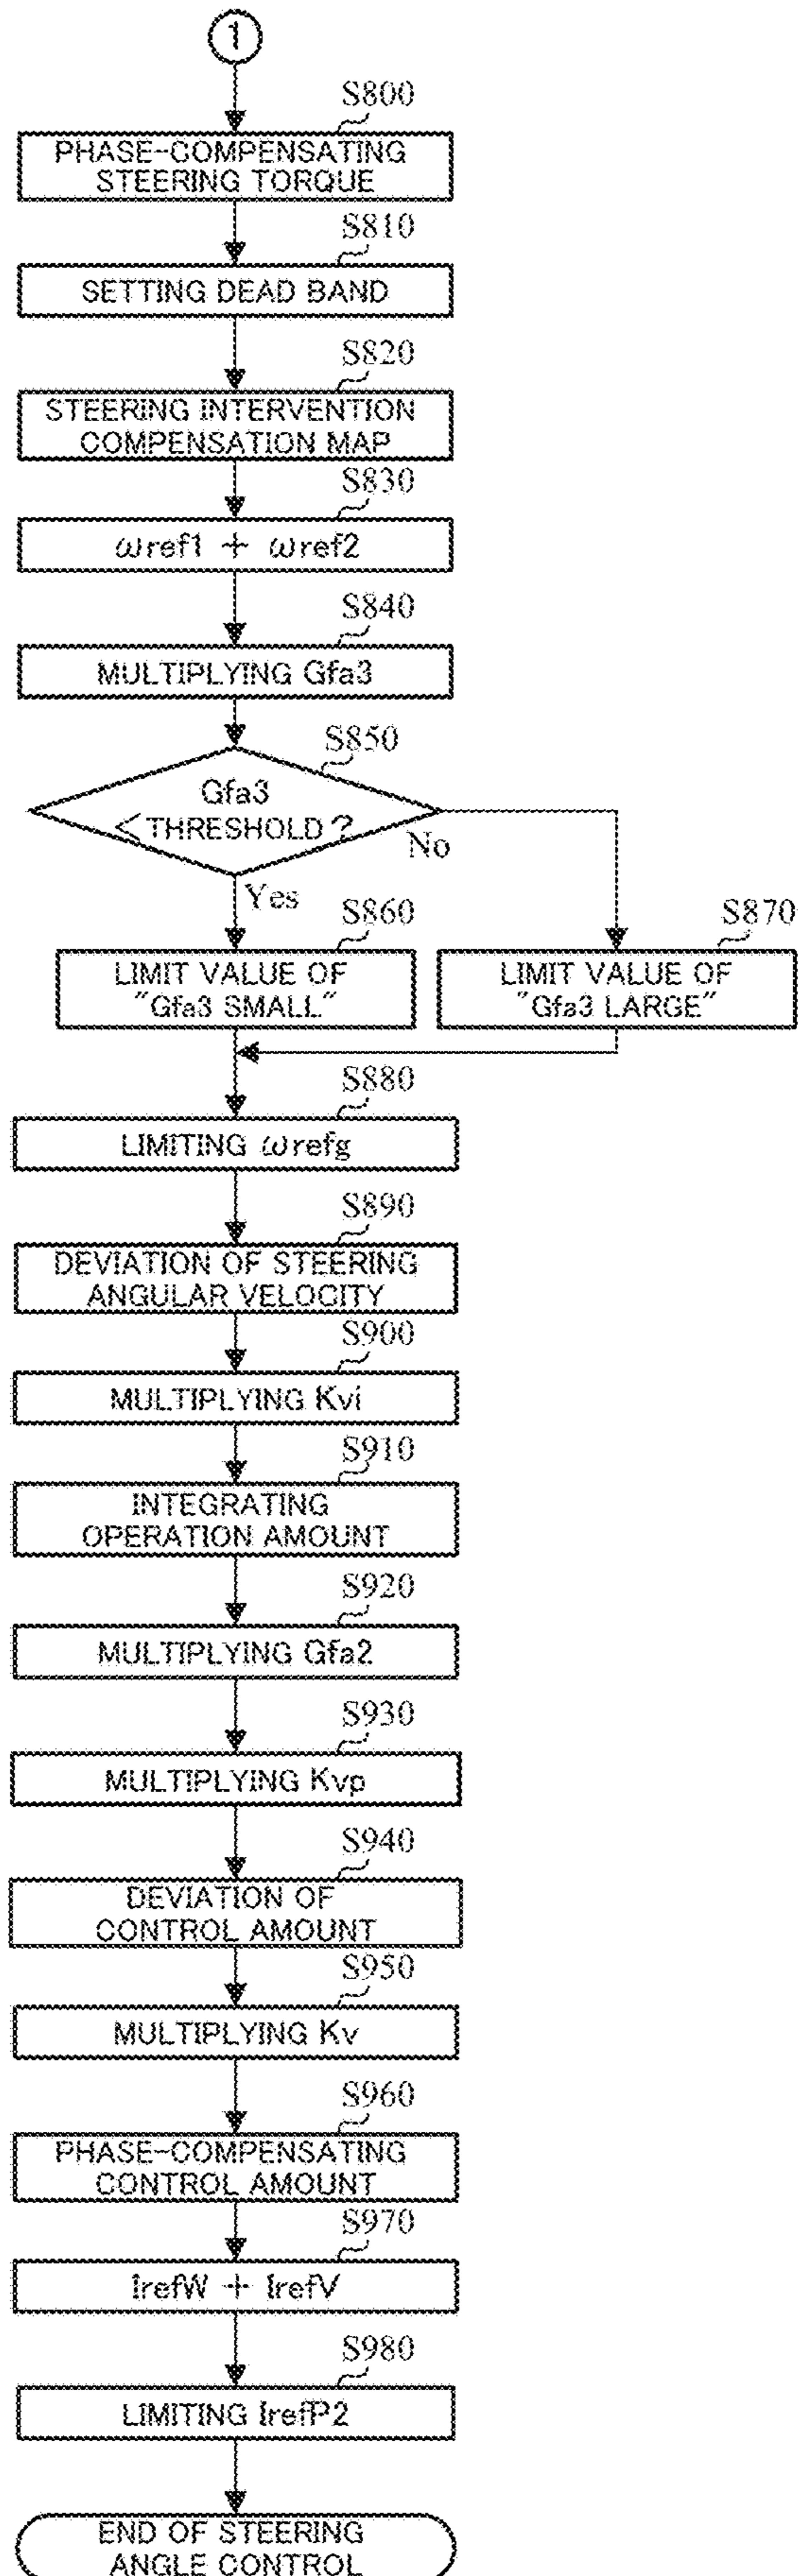 1
S800
PHASE-COMPENSATING
STEERING TORQUE
S810
SETTING DEAD BAND
S820
STEERING INTERVENTION
COMPENSATION MAP
S830
ωref1 + ωref2
S840
MULTIPLYING Gfa3
S850
Gfa3
< THRESHOLD?
No
Yes
S860
LIMIT VALUE OF
"Gfa3 SMALL"
S870
LIMIT VALUE OF
"Gfa3 LARGE"
S880
LIMITING ωrefg
S890
DEVIATION OF STEERING
ANGULAR VELOCITY
S900
MULTIPLYING Kvi
S910
INTEGRATING
OPERATION AMOUNT
S920
MULTIPLYING Gfa2
S930
MULTIPLYING Kvp
S940
DEVIATION OF
CONTROL AMOUNT
S950
MULTIPLYING Kv
S960
PHASE-COMPENSATING
CONTROL AMOUNT
S970
IrefW + IrefV
S980
LIMITING IrefP2
END OF STEERING
ANGLE CONTROL